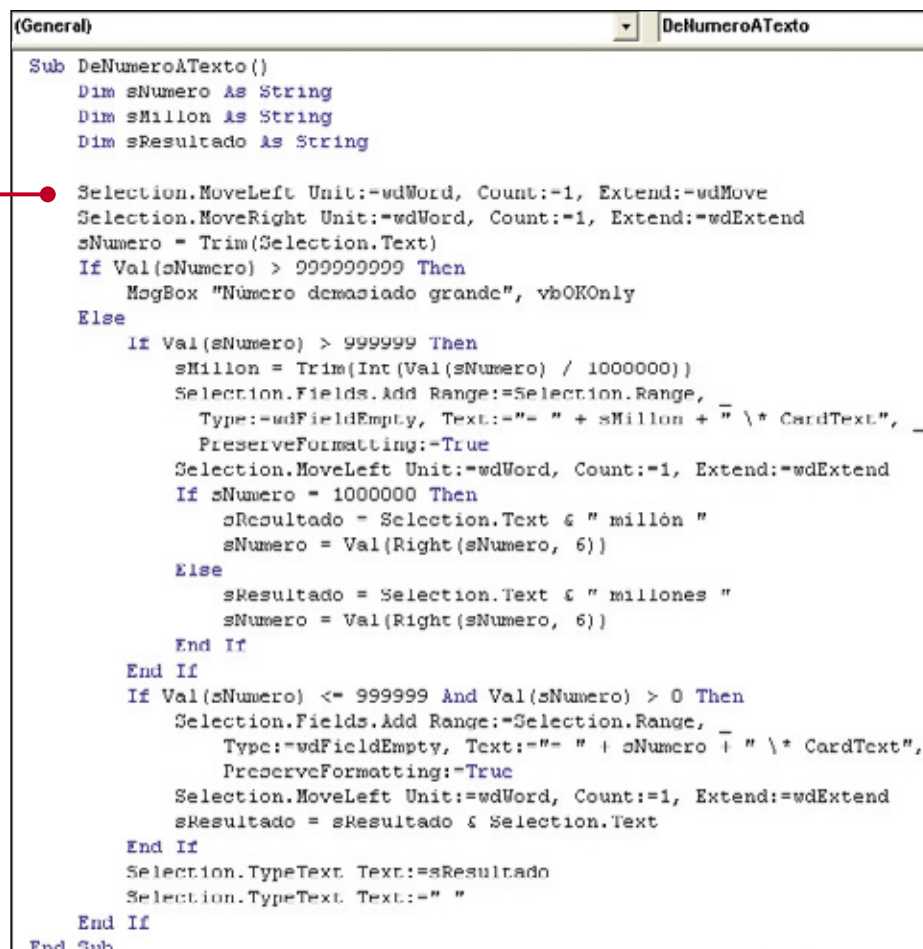 (General) DeNumeroATexto
Sub DeNumeroATexto()
Dim sNumero As String
Dim sMillon As String
Dim sResultado As String
Selection.MoveLeft Unit:=wdWord, Count:=1, Extend:=wdMove
Selection.MoveRight Unit:=wdWord, Count:=1, Extend:=wdExtend
sNumero = Trim(Selection.Text)
If Val(sNumero) > 999999999 Then
MsgBox "Número demasiado grande", vbOKOnly
Else
If Val(sNumero) > 999999 Then
sMillon = Trim(Int(Val(sNumero) / 1000000))
Selection.Fields.Add Range:=Selection.Range, _
Type:=wdFieldEmpty, Text:="= " + sMillon + " \* CardText", _
PreserveFormatting:=True
Selection.MoveLeft Unit:=wdWord, Count:=1, Extend:=wdExtend
If sNumero = 1000000 Then
sResultado = Selection.Text & " millón "
sNumero = Val(Right(sNumero, 6))
Else
sResultado = Selection.Text & " millones "
sNumero = Val(Right(sNumero, 6))
End If
End If
If Val(sNumero) <= 999999 And Val(sNumero) > 0 Then
Selection.Fields.Add Range:=Selection.Range, _
Type:=wdFieldEmpty, Text:="= " + sNumero + " \* CardText",
PreserveFormatting:=True
Selection.MoveLeft Unit:=wdWord, Count:=1, Extend:=wdExtend
sResultado = sResultado & Selection.Text
End If
Selection.TypeText Text:=sResultado
Selection.TypeText Text:=" "
End If
End Sub